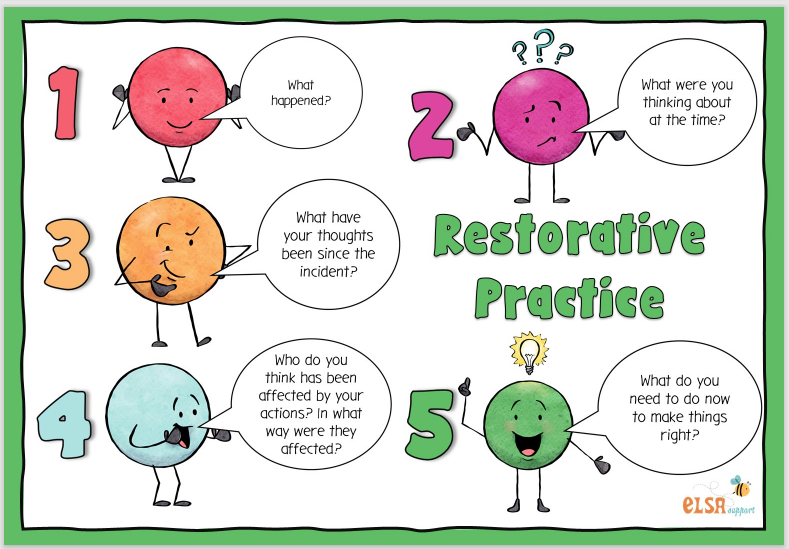 1
What
happened?
2
???
What were you
thinking about
at the time?
3
What have
your thoughts
been since the
incident?
Restorative
Practice
4
Who do you
think has been
affected by your
actions? In what
way were they
affected?
5
What do you
need to do now
to make things
right?
ELSA support